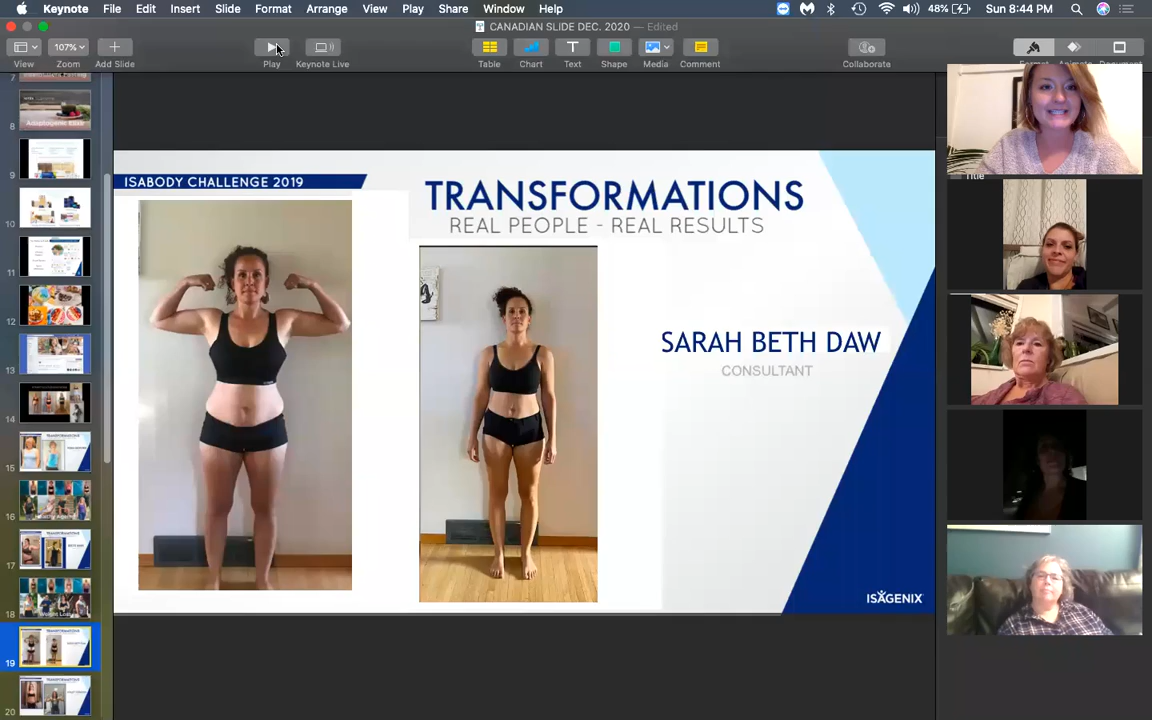 Keynote File Edit Insert Slide Format Arrange View Play Share Window Help 48% Sun 8:44 PM
CANADIAN SLIDE DEC. 2020 — Edited
107%
View Zoom Add Slide Play Keynote Live Table Chart Text Shape Media Comment Collaborate
Title
7
8
9
10
11
12
13
14
15
16
17
18
19
20
ISABODY CHALLENGE 2019
TRANSFORMATIONS
REAL PEOPLE - REAL RESULTS
SARAH BETH DAW
CONSULTANT
ISAGENIX